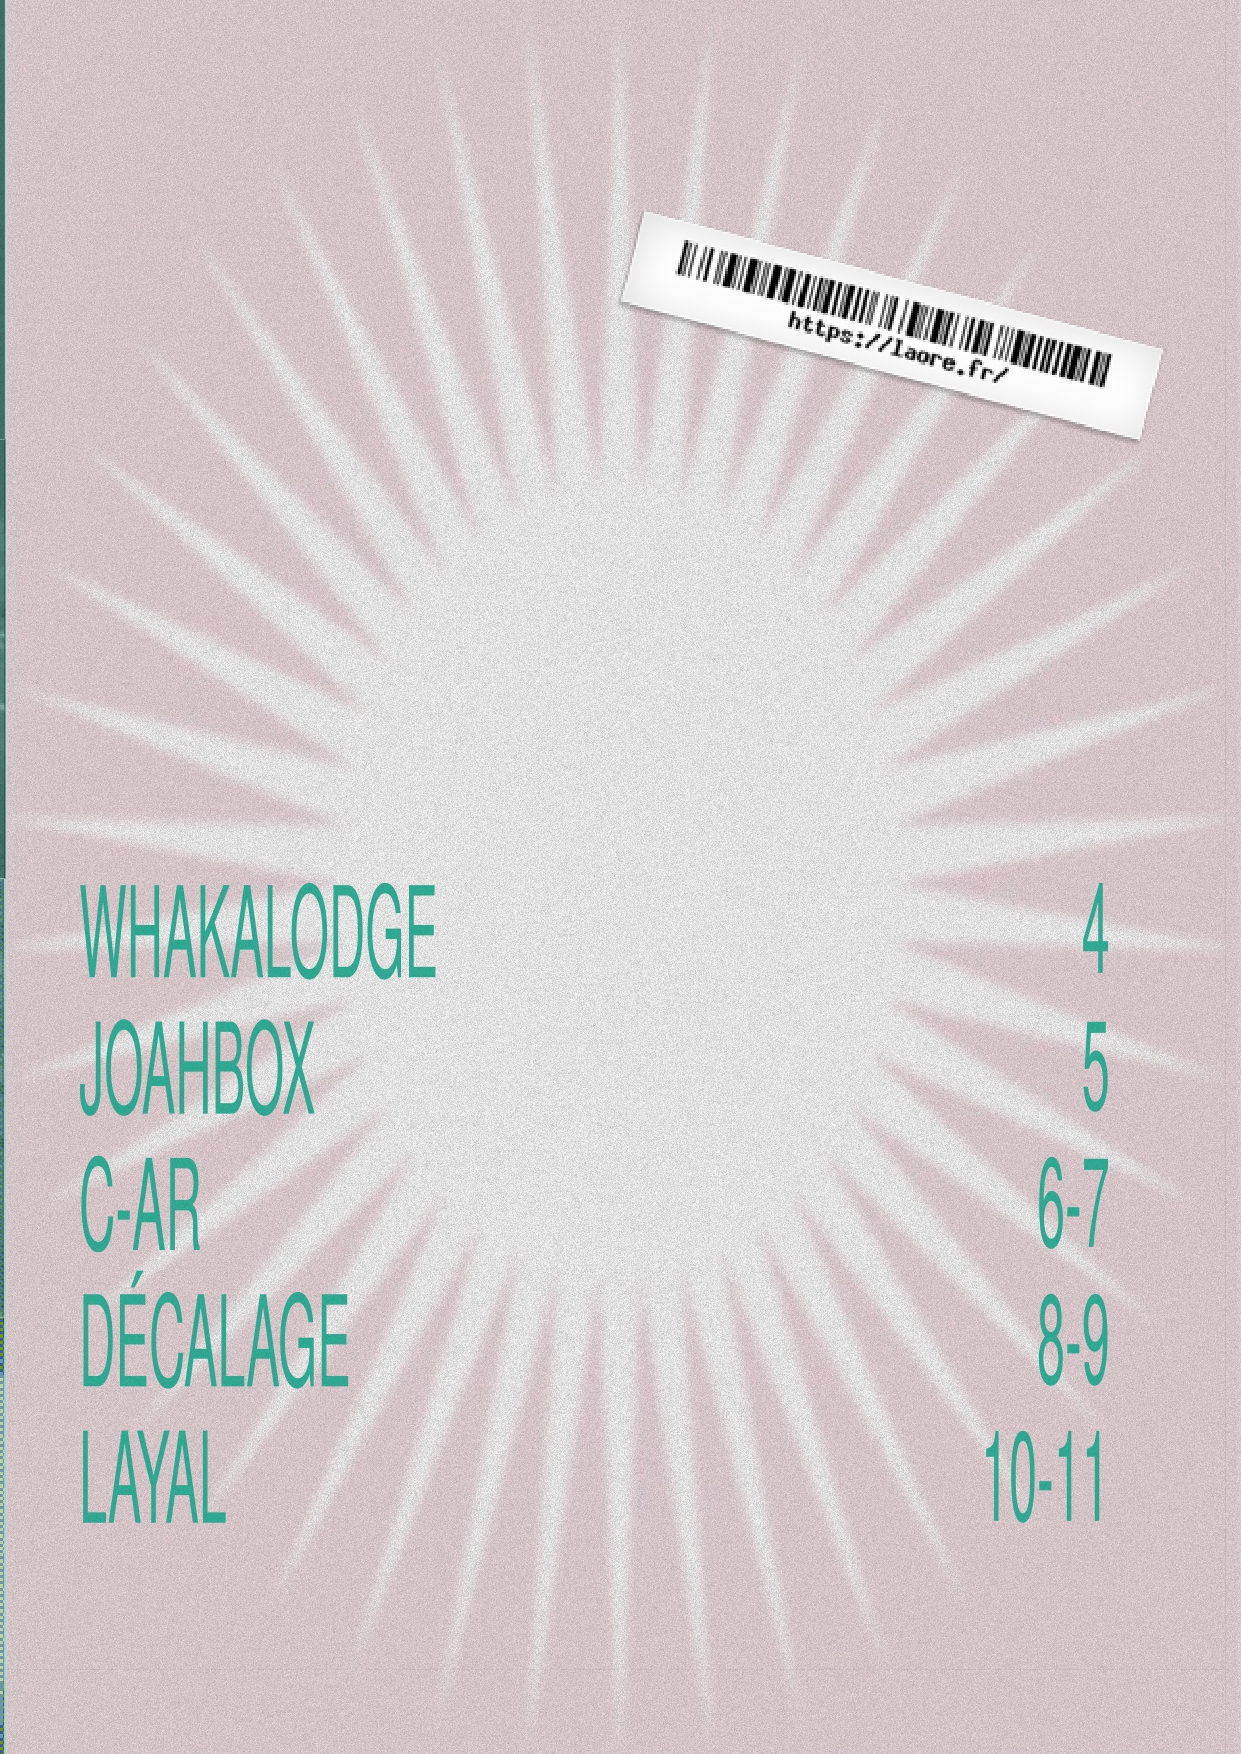 https://laore.fr/
WHAKALODGE 4
JOAHBOX 5
C-AR 6-7
DÉCALAGE 8-9
LAYAL 10-11